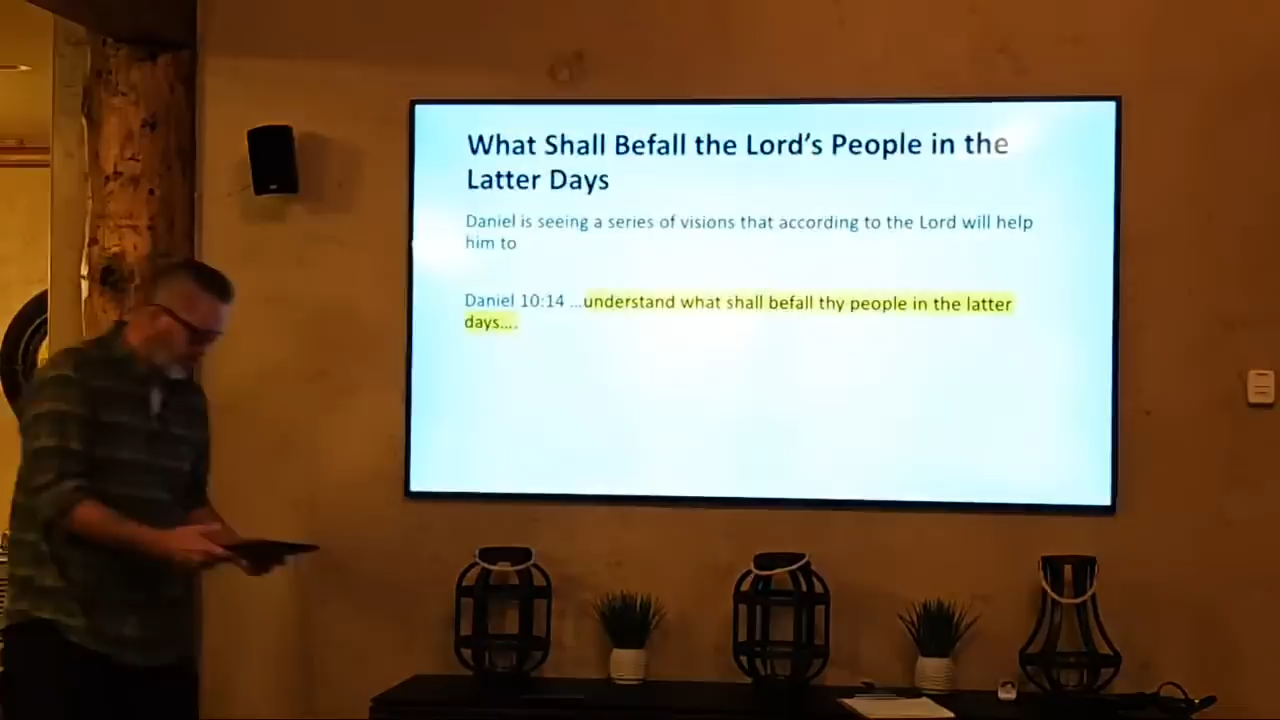 What Shall Befall the Lord’s People in the
Latter Days
Daniel is seeing a series of visions that according to the Lord will help
him to
Daniel 10:14 ...understand what shall befall thy people in the latter
days....